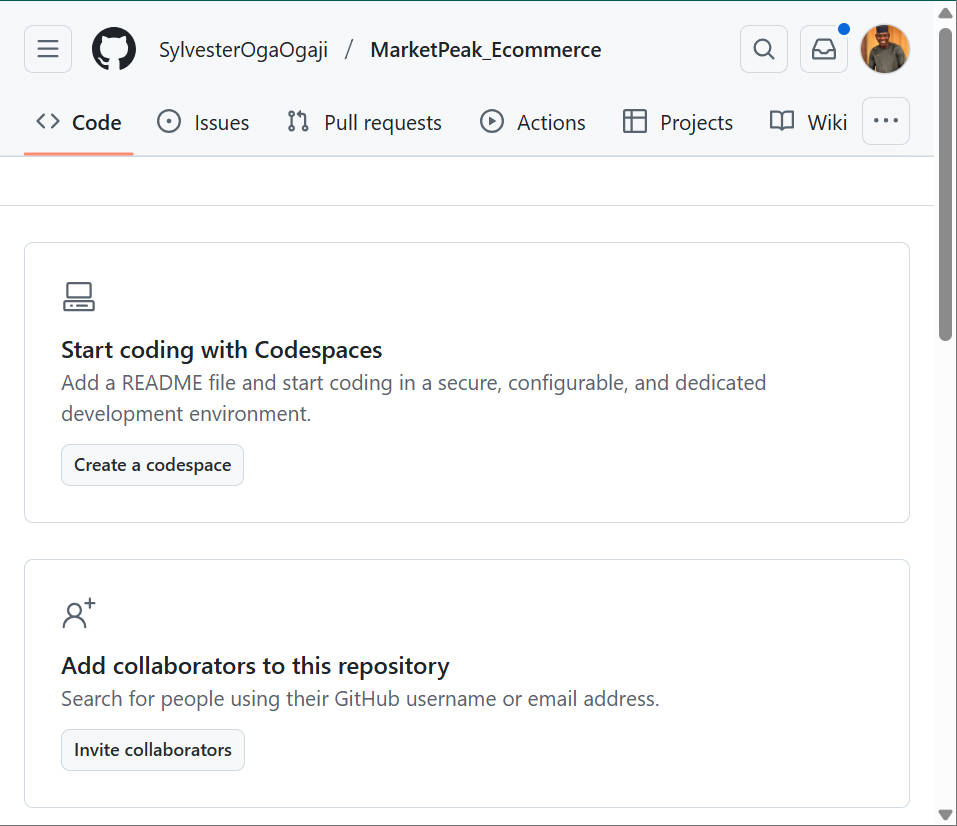 SylvesterOgaOgaji / MarketPeak_Ecommerce
Code Issues Pull requests Actions Projects Wiki
Start coding with Codespaces
Add a README file and start coding in a secure, configurable, and dedicated
development environment.
Create a codespace
Add collaborators to this repository
Search for people using their GitHub username or email address.
Invite collaborators